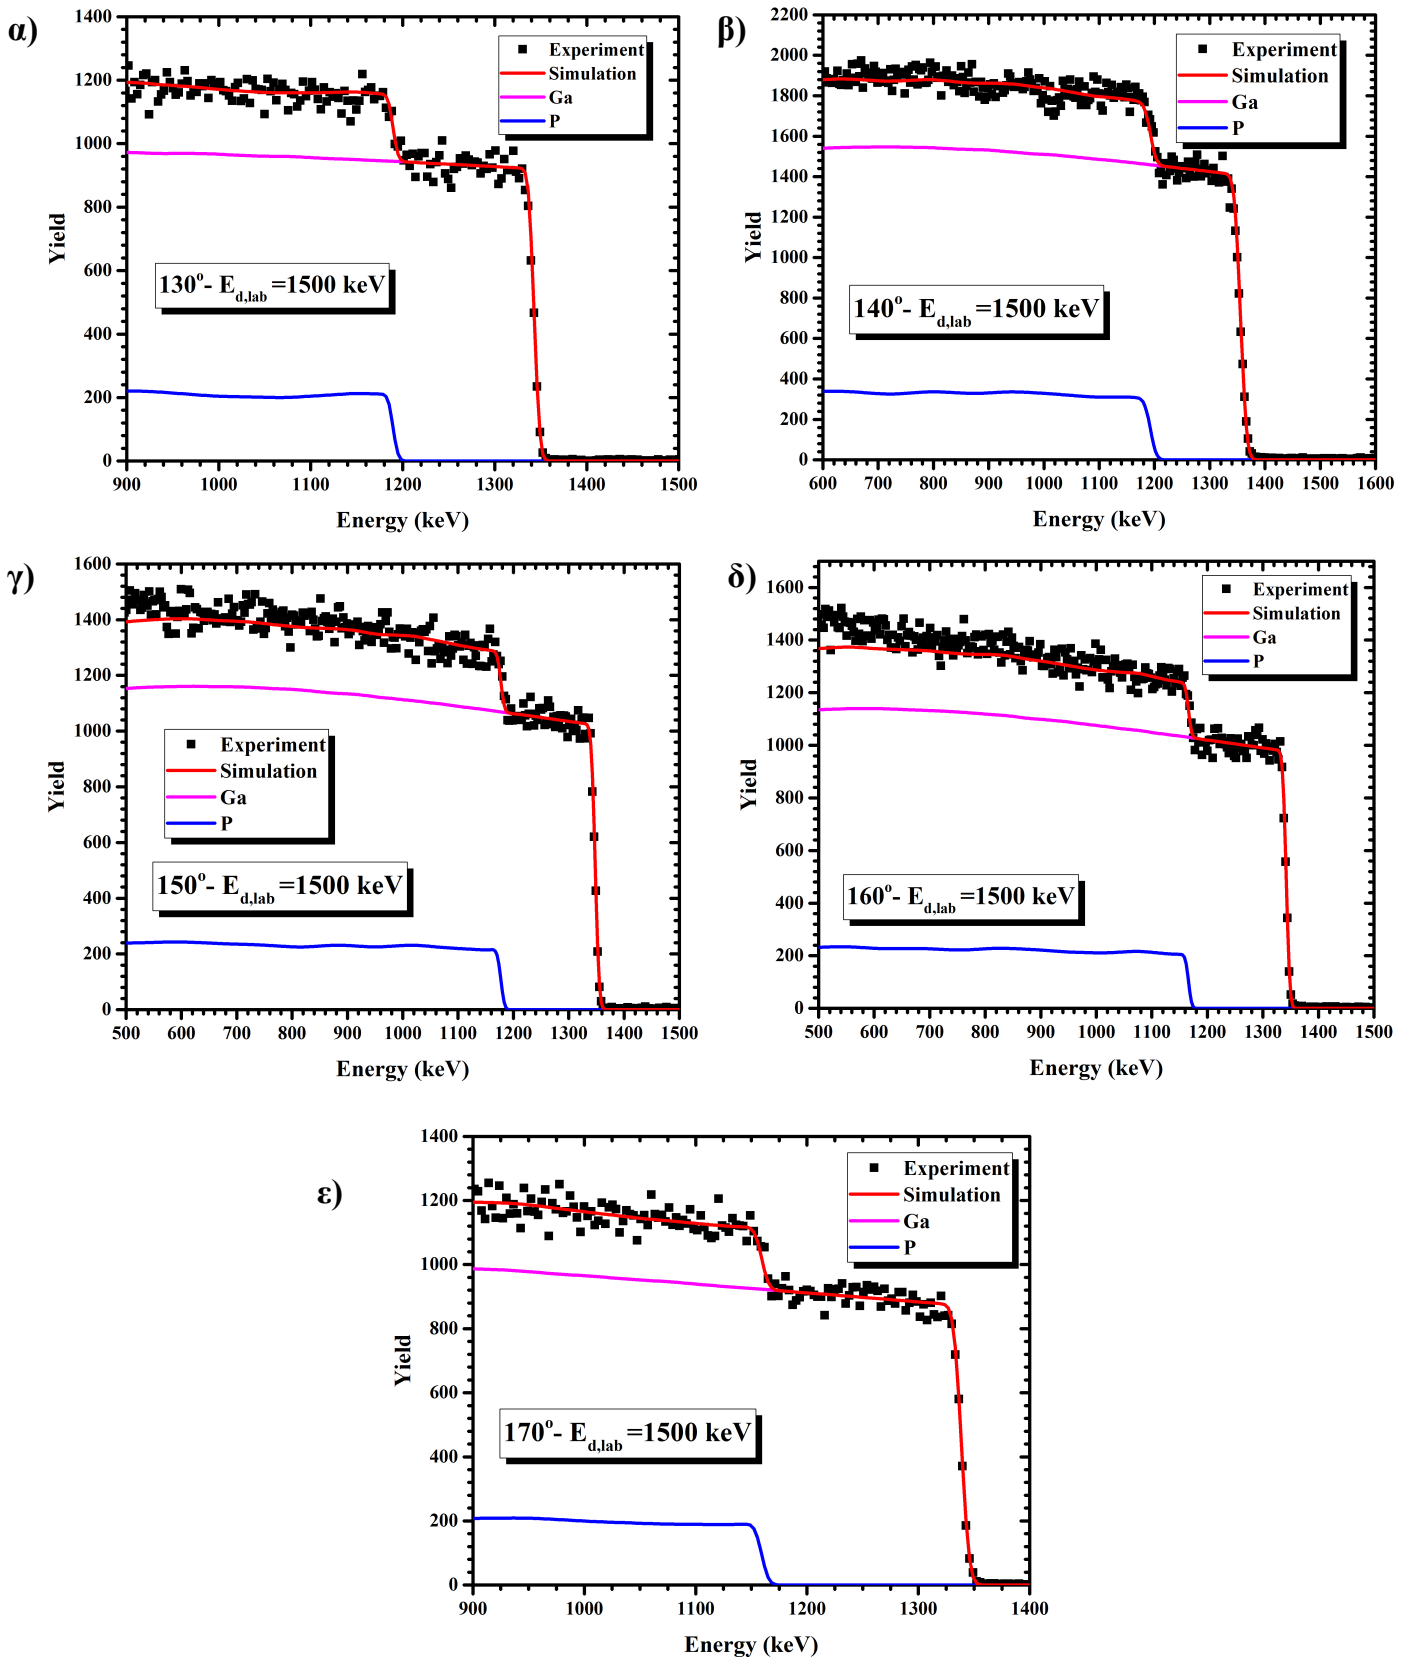 α)
1400
1200
1000
800
600
400
200
0
Yield
Experiment
Simulation
Ga
P
130°- E_d,lab =1500 keV
900 1000 1100 1200 1300 1400 1500
Energy (keV)
β)
2200
2000
1800
1600
1400
1200
1000
800
600
400
200
0
Yield
Experiment
Simulation
Ga
P
140°- E_d,lab =1500 keV
600 700 800 900 1000 1100 1200 1300 1400 1500 1600
Energy (keV)
γ)
1600
1400
1200
1000
800
600
400
200
0
Yield
Experiment
Simulation
Ga
P
150°- E_d,lab =1500 keV
500 600 700 800 900 1000 1100 1200 1300 1400 1500
Energy (keV)
δ)
1600
1400
1200
1000
800
600
400
200
0
Yield
Experiment
Simulation
Ga
P
160°- E_d,lab =1500 keV
500 600 700 800 900 1000 1100 1200 1300 1400 1500
Energy (keV)
ε)
1400
1200
1000
800
600
400
200
0
Yield
Experiment
Simulation
Ga
P
170°- E_d,lab =1500 keV
900 1000 1100 1200 1300 1400
Energy (keV)